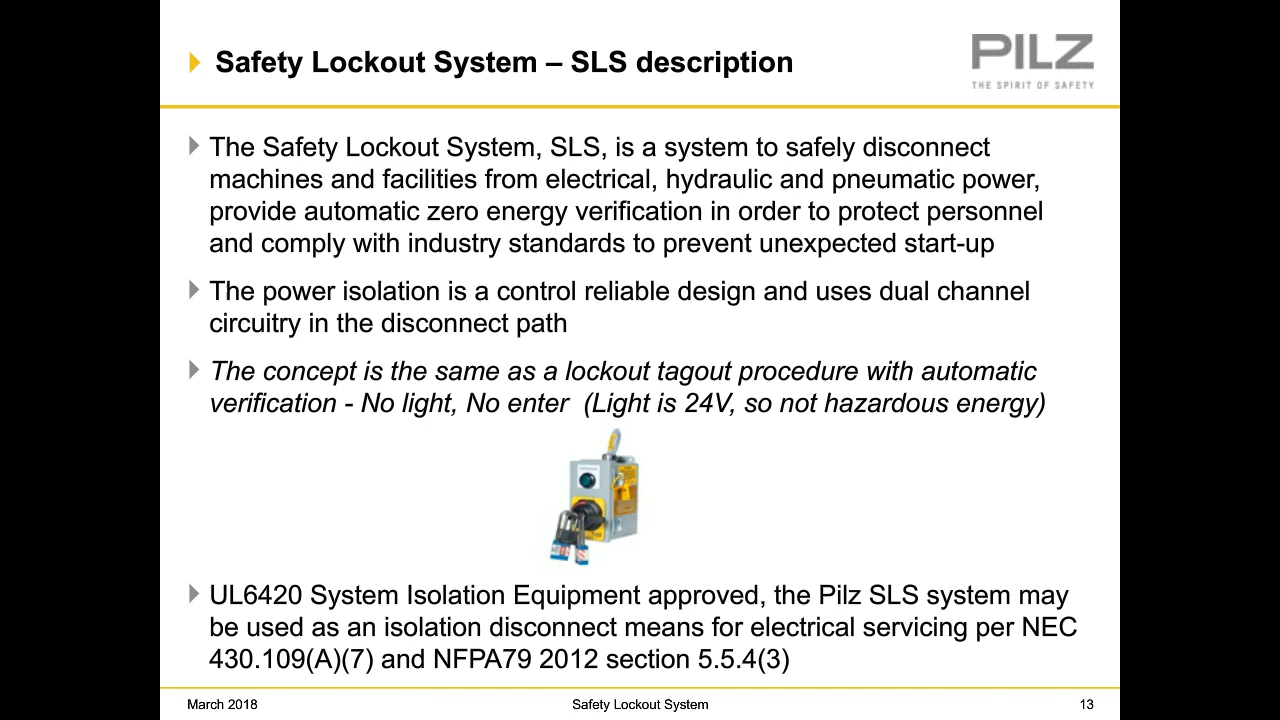 Safety Lockout System – SLS description
PILZ
THE SPIRIT OF SAFETY
The Safety Lockout System, SLS, is a system to safely disconnect
machines and facilities from electrical, hydraulic and pneumatic power,
provide automatic zero energy verification in order to protect personnel
and comply with industry standards to prevent unexpected start-up
The power isolation is a control reliable design and uses dual channel
circuitry in the disconnect path
The concept is the same as a lockout tagout procedure with automatic
verification - No light, No enter (Light is 24V, so not hazardous energy)
UL6420 System Isolation Equipment approved, the Pilz SLS system may
be used as an isolation disconnect means for electrical servicing per NEC
430.109(A)(7) and NFPA79 2012 section 5.5.4(3)
March 2018
Safety Lockout System
13